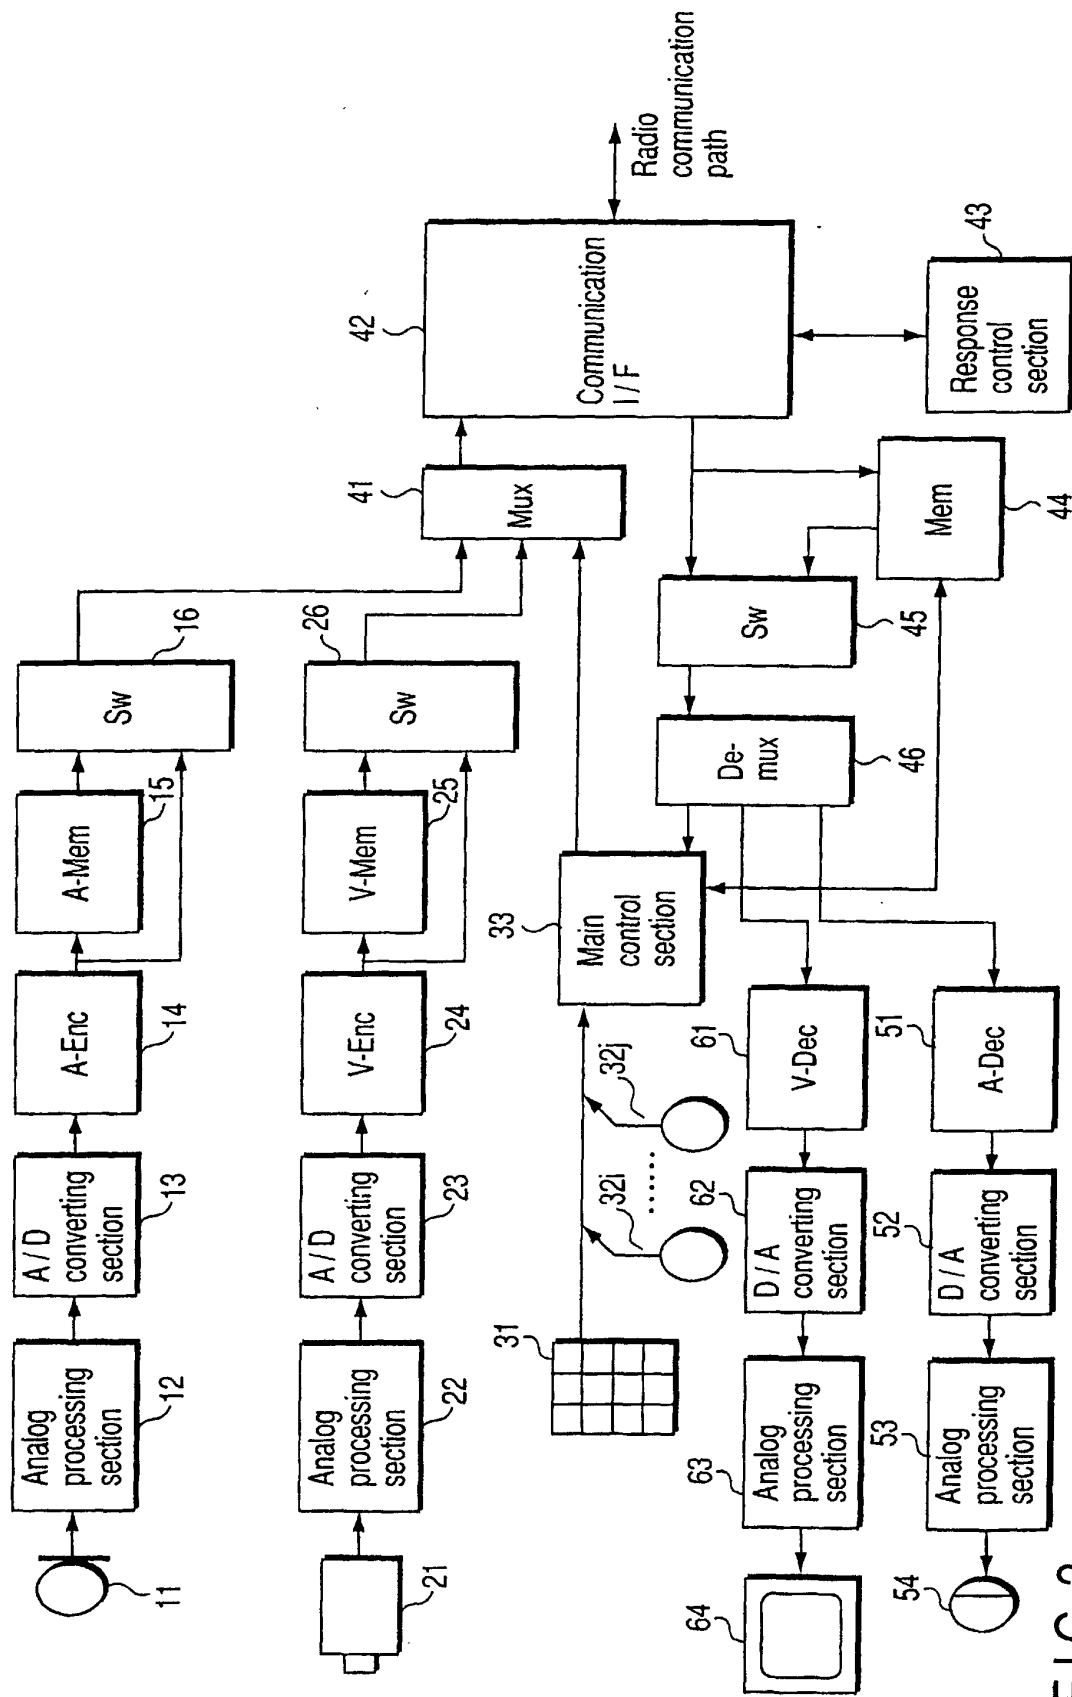 11
Analog
processing
section
12
A / D
converting
section
13
A-Enc
14
A-Mem
15
Sw
16
21
Analog
processing
section
22
A / D
converting
section
23
V-Enc
24
V-Mem
25
Sw
26
31
32i
......
32j
Main
control
section
33
Mux
41
Communication
I / F
42
Radio
communication
path
Response
control
section
43
Mem
44
Sw
45
De-
mux
46
V-Dec
61
D / A
converting
section
62
Analog
processing
section
63
64
A-Dec
51
D / A
converting
section
52
Analog
processing
section
53
54